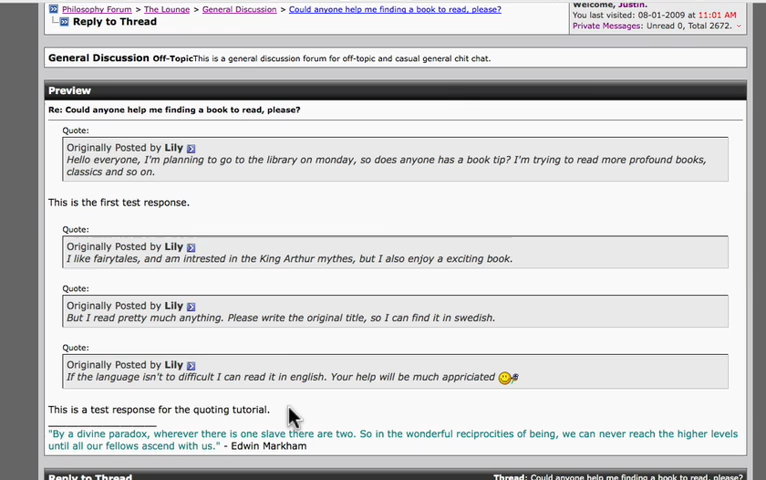 Philosophy Forum > The Lounge > General Discussion > Could anyone help me finding a book to read, please?
Reply to Thread
Welcome, Justin.
You last visited: 08-01-2009 at 11:01 AM
Private Messages: Unread 0, Total 2672.
General Discussion Off-TopicThis is a general discussion forum for off-topic and casual general chit chat.
Preview
Re: Could anyone help me finding a book to read, please?
Quote:
Originally Posted by Lily
Hello everyone, I'm planning to go to the library on monday, so does anyone has a book tip? I'm trying to read more profound books,
classics and so on.
This is the first test response.
Quote:
Originally Posted by Lily
I like fairytales, and am intrested in the King Arthur mythes, but I also enjoy a exciting book.
Quote:
Originally Posted by Lily
But I read pretty much anything. Please write the original title, so I can find it in swedish.
Quote:
Originally Posted by Lily
If the language isn't to difficult I can read it in english. Your help will be much appriciated
This is a test response for the quoting tutorial.
"By a divine paradox, wherever there is one slave there are two. So in the wonderful reciprocities of being, we can never reach the higher levels
until all our fellows ascend with us." - Edwin Markham
Reply to Thread
Thread: Could anyone help me finding a book to read, please?